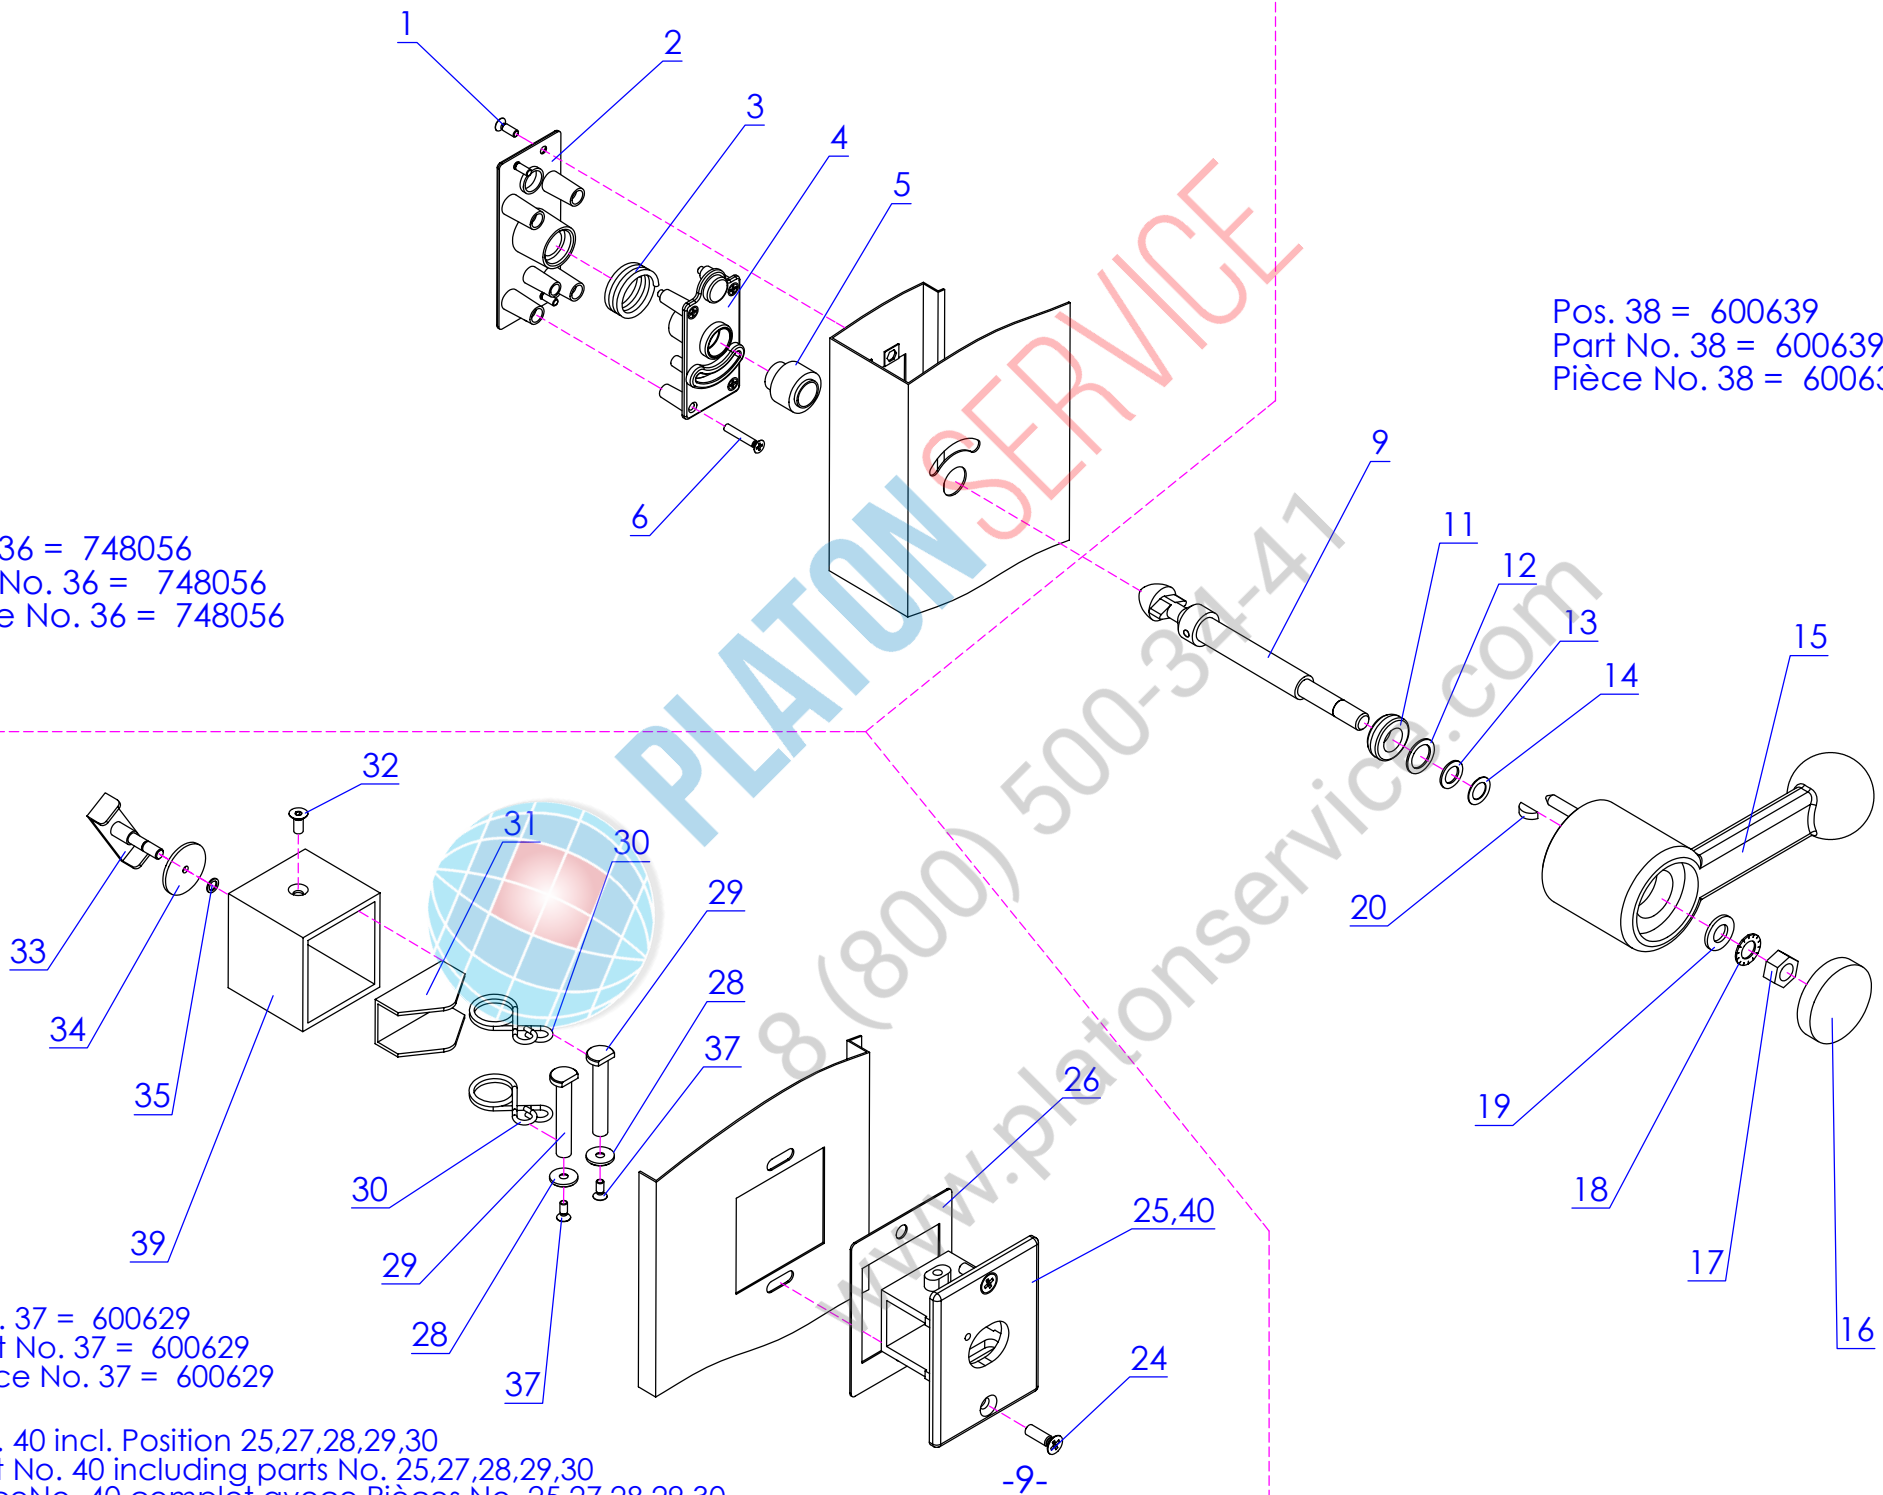 1
2
3
4
5
6
Pos. 38 = 600639
Part No. 38 = 600639
Pièce No. 38 =
36 = 748056
No. 36 = 748056
No. 36 = 748056
9
11
12
13
14
15
20
19
18
17
16
PLATONSERVICE
8 (800) 500-34-41
www.platonservice.com
32
31
30
29
28
37
33
34
35
39
30
29
28
37
26
25,40
24
37 = 600629
No. 37 = 600629
No. 37 = 600629
40 incl. Position 25,27,28,29,30
No. 40 including parts No. 25,27,28,29,30
-9-